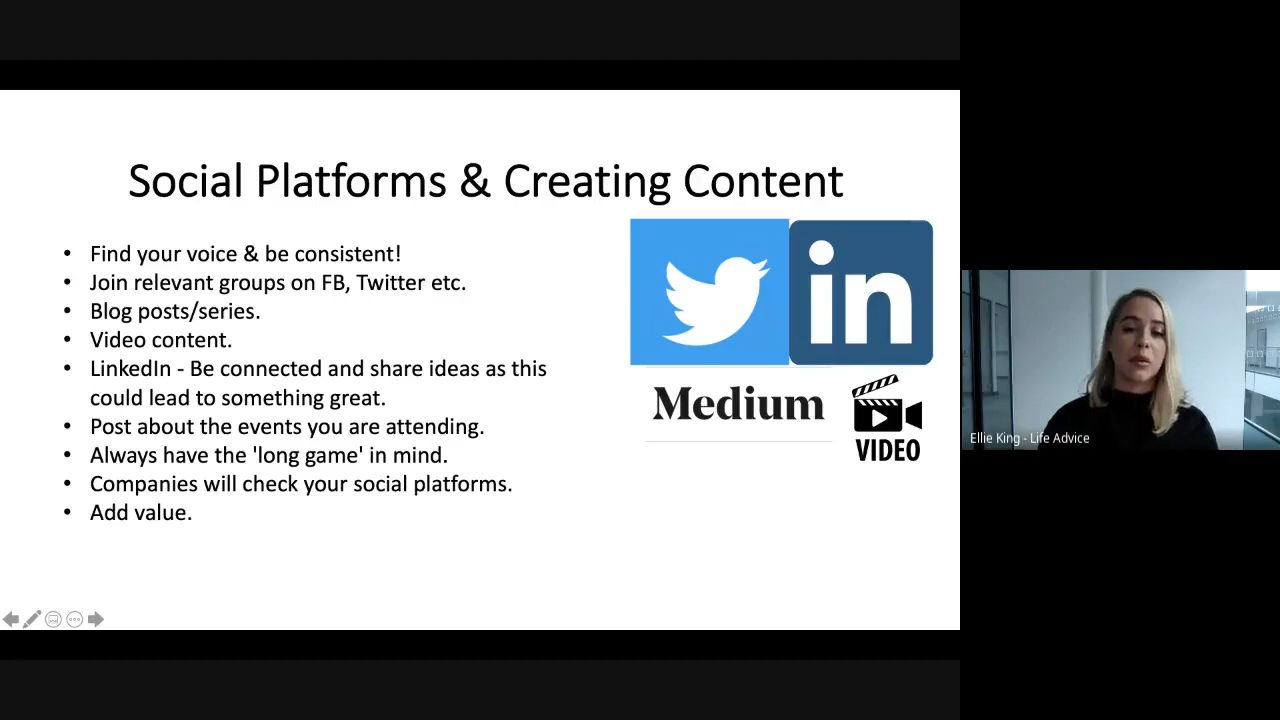 Social Platforms & Creating Content
• Find your voice & be consistent!
• Join relevant groups on FB, Twitter etc.
• Blog posts/series.
• Video content.
• LinkedIn - Be connected and share ideas as this
could lead to something great.
• Post about the events you are attending.
• Always have the 'long game' in mind.
• Companies will check your social platforms.
• Add value.
in
Medium
VIDEO
Ellie King - Life Advice